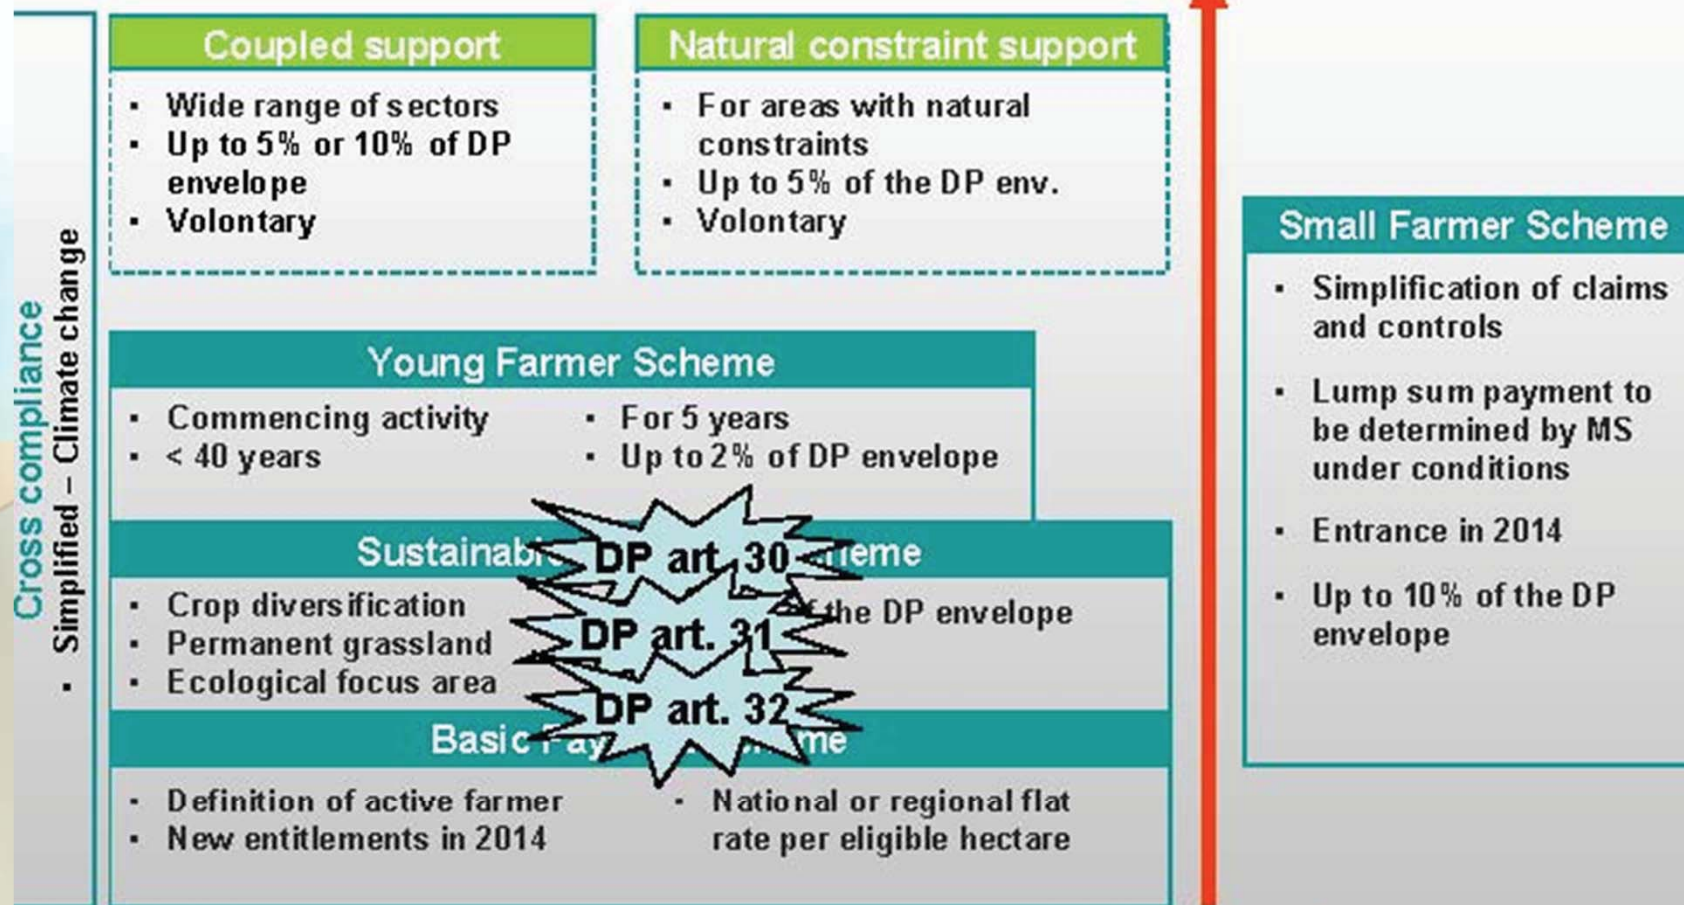 Cross compliance
▪ Simplified – Climate change
Coupled support
▪ Wide range of sectors
▪ Up to 5% or 10% of DP
envelope
▪ Volontary
Natural constraint support
▪ For areas with natural
constraints
▪ Up to 5% of the DP env.
▪ Volontary
Young Farmer Scheme
▪ Commencing activity
▪ < 40 years
▪ For 5 years
▪ Up to 2% of DP envelope
DP art. 30
▪ Crop diversification
▪ Permanent grassland
▪ Ecological focus area
the DP envelope
DP art. 31
DP art. 32
Basic
▪ Definition of active farmer
▪ New entitlements in 2014
▪ National or regional flat
rate per eligible hectare
Small Farmer Scheme
▪ Simplification of claims
and controls
▪ Lump sum payment to
be determined by MS
under conditions
▪ Entrance in 2014
▪ Up to 10% of the DP
envelope